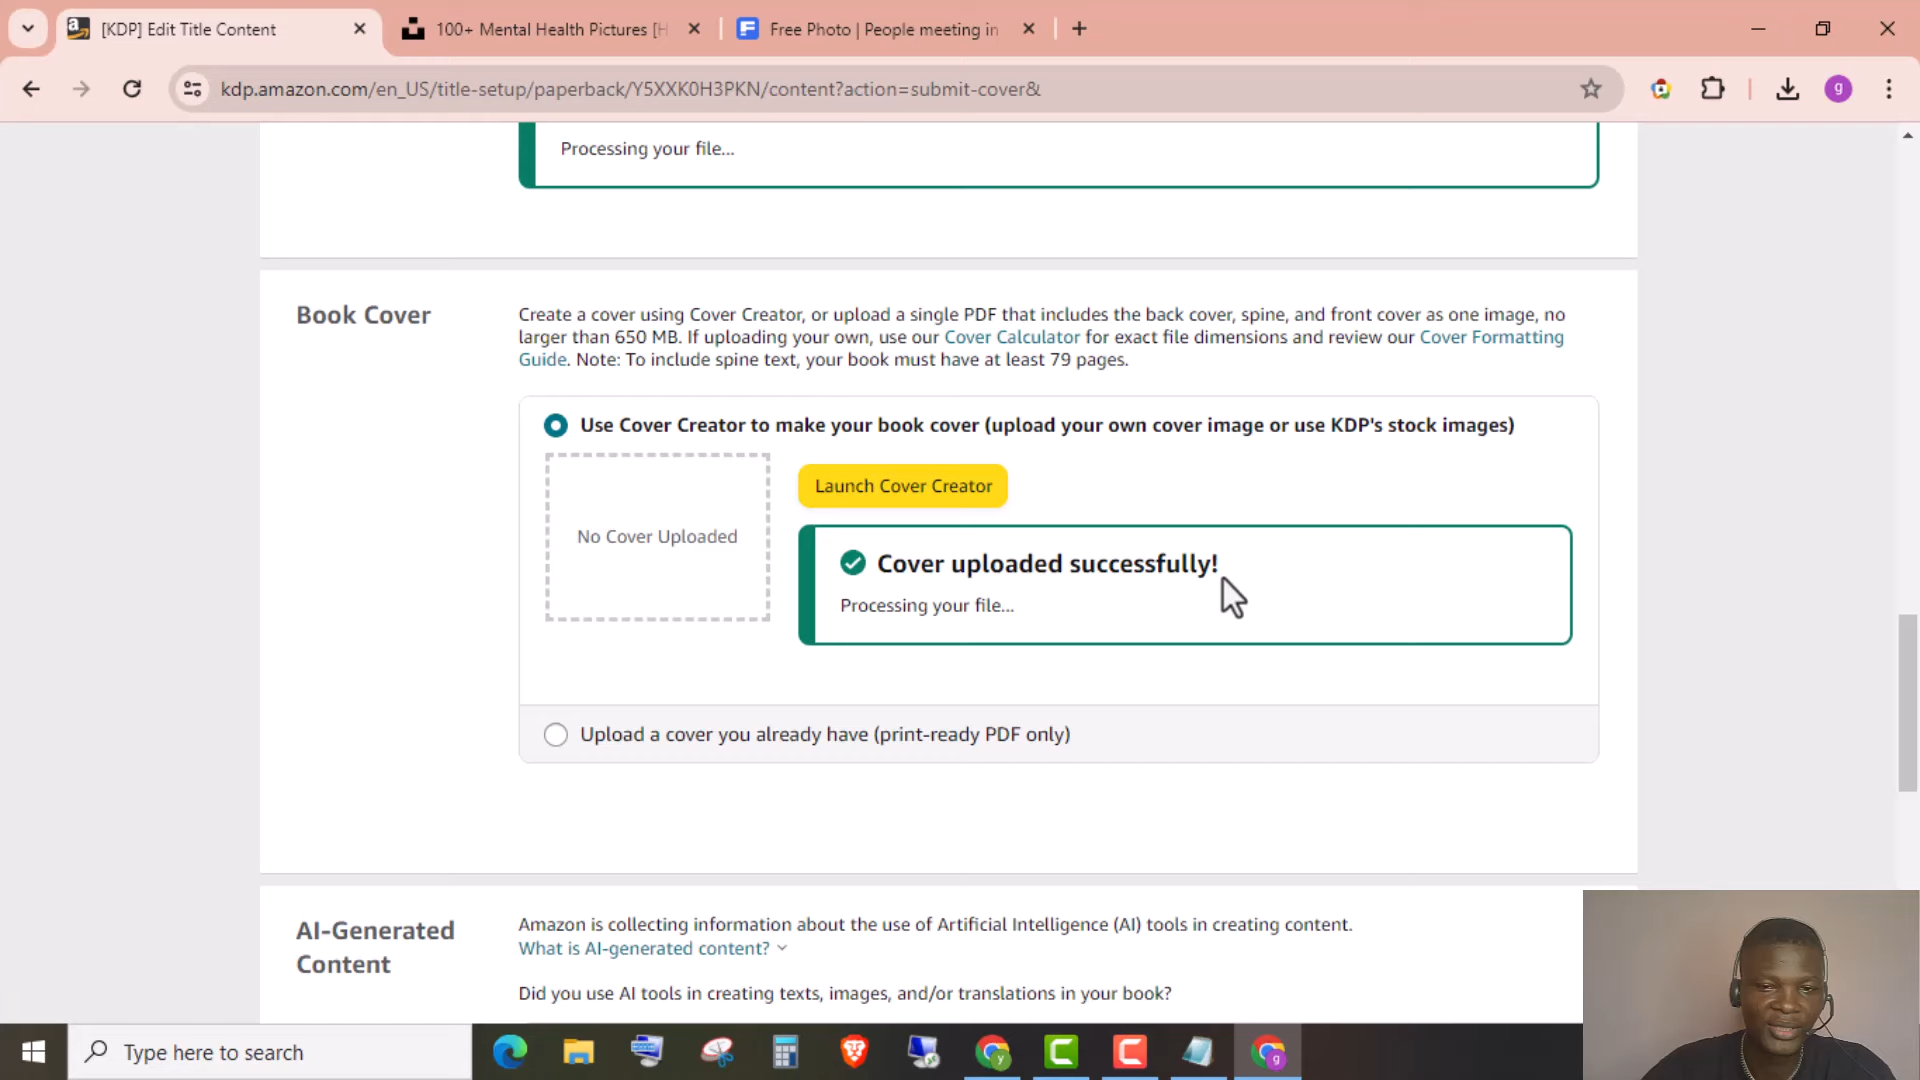 [KDP] Edit Title Content
100+ Mental Health Pictures [H
Free Photo | People meeting in
kdp.amazon.com/en_US/title-setup/paperback/Y5XXK0H3PKN/content?action=submit-cover&
g
Processing your file...
Book Cover
Create a cover using Cover Creator, or upload a single PDF that includes the back cover, spine, and front cover as one image, no
larger than 650 MB. If uploading your own, use our Cover Calculator for exact file dimensions and review our Cover Formatting
Guide. Note: To include spine text, your book must have at least 79 pages.
Use Cover Creator to make your book cover (upload your own cover image or use KDP's stock images)
Launch Cover Creator
No Cover Uploaded
Cover uploaded successfully!
Processing your file...
Upload a cover you already have (print-ready PDF only)
AI-Generated
Content
Amazon is collecting information about the use of Artificial Intelligence (AI) tools in creating content.
What is AI-generated content?
Did you use AI tools in creating texts, images, and/or translations in your book?
Type here to search